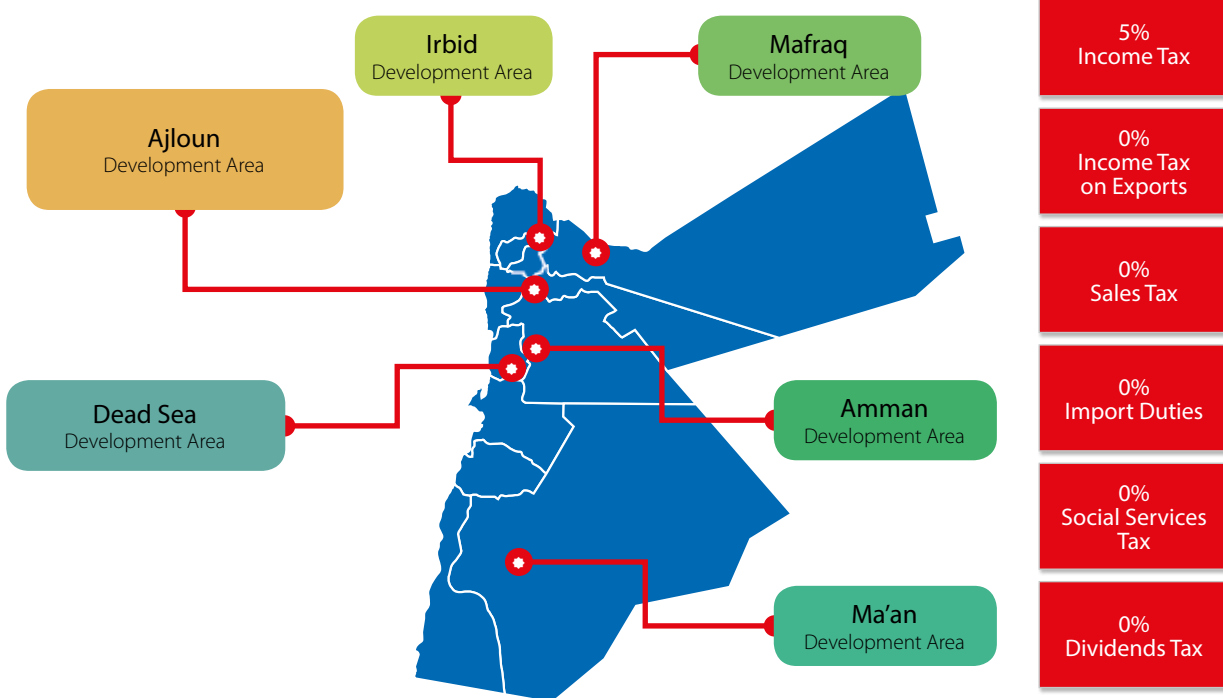 Irbid
Development Area
Mafraq
Development Area
Ajloun
Development Area
Dead Sea
Development Area
Amman
Development Area
Ma’an
Development Area
5%
Income Tax
0%
Income Tax
on Exports
0%
Sales Tax
0%
Import Duties
0%
Social Services
Tax
0%
Dividends Tax